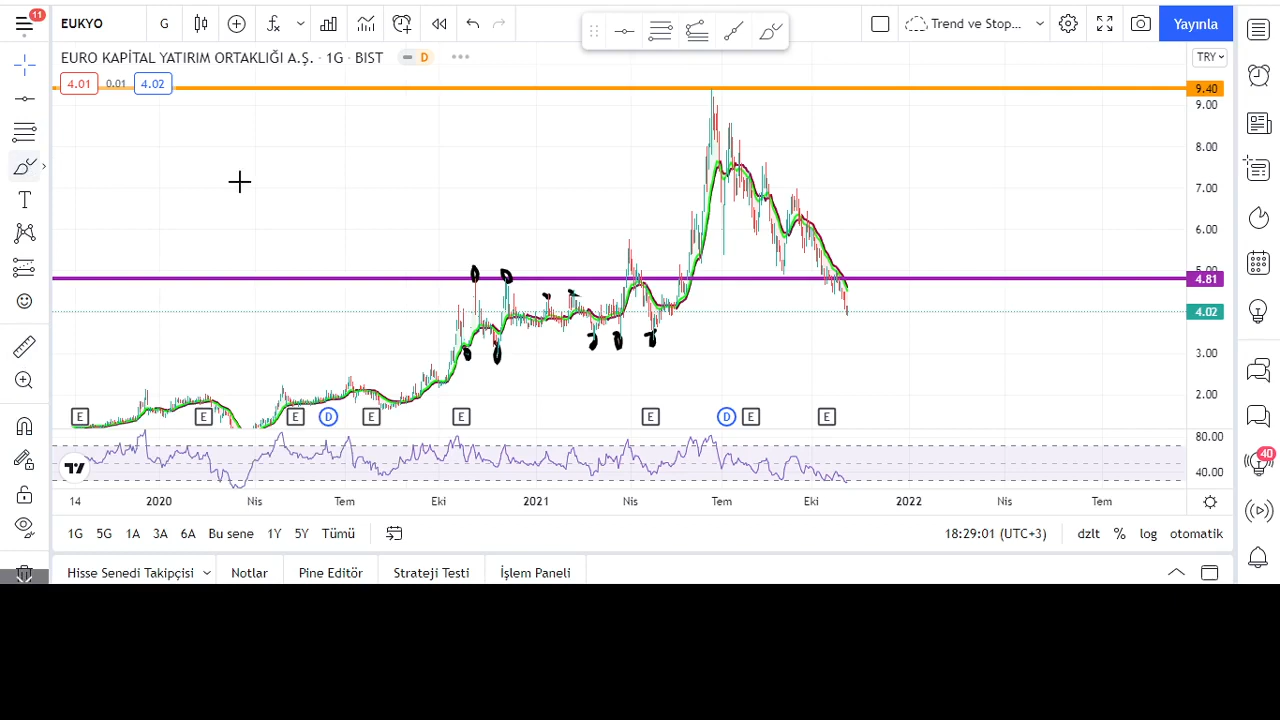 11
EUKYO
G
Trend ve Stop...
Yayınla
EURO KAPİTAL YATIRIM ORTAKLIĞI A.Ş. · 1G · BIST
D
TRY
4.01
0.01
4.02
9.40
9.00
8.00
7.00
6.00
5.00
4.81
4.02
3.00
2.00
E
E
E
D
E
E
E
D
E
E
80.00
40.00
40
14
2020
Nis
Tem
Eki
2021
Nis
Tem
Eki
2022
Nis
Tem
1G
5G
1A
3A
6A
Bu sene
1Y
5Y
Tümü
18:29:01 (UTC+3)
dzlt
%
log
otomatik
Hisse Senedi Takipçisi
Notlar
Pine Editör
Strateji Testi
İşlem Paneli